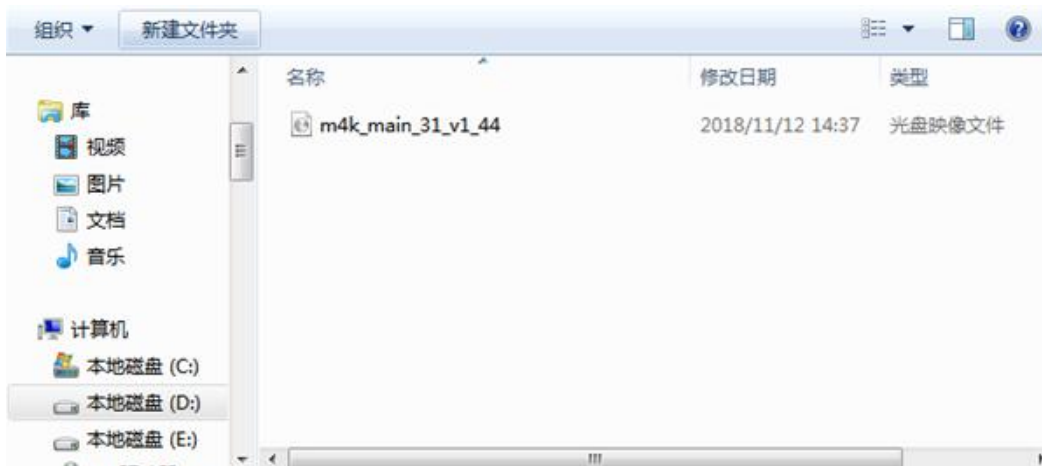 组织 新建文件夹
名称 修改日期 类型
m4k_main_31_v1_44 2018/11/12 14:37 光盘映像文件
库
视频
图片
文档
音乐
计算机
本地磁盘 (C:)
本地磁盘 (D:)
本地磁盘 (E:)